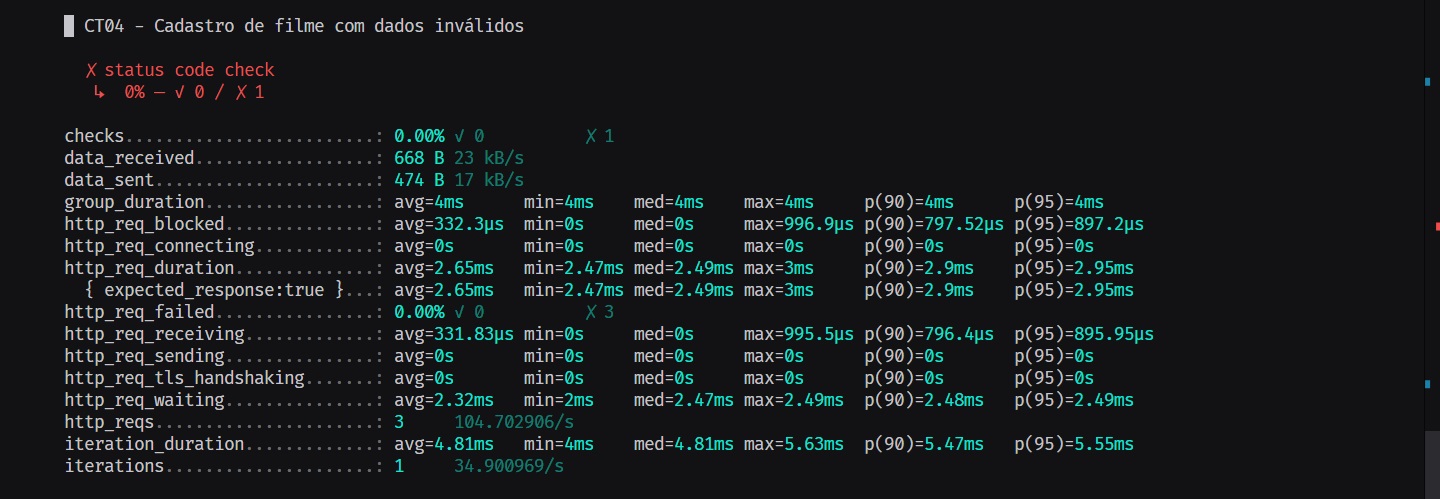 █ CT04 - Cadastro de filme com dados inválidos
✗ status code check
↳  0% — ✓ 0 / ✗ 1
checks.........................: 0.00% ✓ 0          ✗ 1
data_received..................: 668 B 23 kB/s
data_sent......................: 474 B 17 kB/s
group_duration.................: avg=4ms      min=4ms    med=4ms    max=4ms     p(90)=4ms      p(95)=4ms
http_req_blocked...............: avg=332.3µs  min=0s     med=0s     max=996.9µs p(90)=797.52µs p(95)=897.2µs
http_req_connecting............: avg=0s       min=0s     med=0s     max=0s      p(90)=0s       p(95)=0s
http_req_duration..............: avg=2.65ms   min=2.47ms med=2.49ms max=3ms     p(90)=2.9ms    p(95)=2.95ms
{ expected_response:true }...: avg=2.65ms   min=2.47ms med=2.49ms max=3ms     p(90)=2.9ms    p(95)=2.95ms
http_req_failed................: 0.00% ✓ 0          ✗ 3
http_req_receiving.............: avg=331.83µs min=0s     med=0s     max=995.5µs p(90)=796.4µs  p(95)=895.95µs
http_req_sending...............: avg=0s       min=0s     med=0s     max=0s      p(90)=0s       p(95)=0s
http_req_tls_handshaking.......: avg=0s       min=0s     med=0s     max=0s      p(90)=0s       p(95)=0s
http_req_waiting...............: avg=2.32ms   min=2ms    med=2.47ms max=2.49ms  p(90)=2.48ms   p(95)=2.49ms
http_reqs......................: 3     104.702906/s
iteration_duration.............: avg=4.81ms   min=4ms    med=4.81ms max=5.63ms  p(90)=5.47ms   p(95)=5.55ms
iterations.....................: 1     34.900969/s